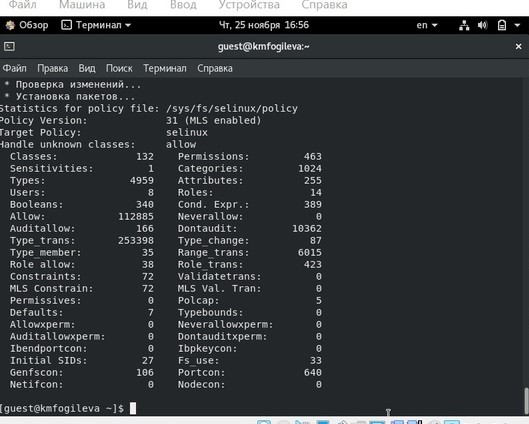 Файл Машина Вид Ввод Устройства Справка
Обзор Терминал Чт, 25 ноября 16:56 en
guest@kmfogileva:~ ×
Файл Правка Вид Поиск Терминал Справка
* Проверка изменений...
* Установка пакетов...
Statistics for policy file: /sys/fs/selinux/policy
Policy Version: 31 (MLS enabled)
Target Policy: selinux
Handle unknown classes: allow
Classes: 132 Permissions: 463
Sensitivities: 1 Categories: 1024
Types: 4959 Attributes: 255
Users: 8 Roles: 14
Booleans: 340 Cond. Expr.: 389
Allow: 112885 Neverallow: 0
Auditallow: 166 Dontaudit: 10362
Type_trans: 253398 Type_change: 87
Type_member: 35 Range_trans: 6015
Role allow: 38 Role_trans: 423
Constraints: 72 Validatetrans: 0
MLS Constrain: 72 MLS Val. Tran: 0
Permissives: 0 Polcap: 5
Defaults: 7 Typebounds: 0
Allowxperm: 0 Neverallowxperm: 0
Auditallowxperm: 0 Dontauditxperm: 0
Ibendportcon: 0 Ibpkeycon: 0
Initial SIDs: 27 Fs_use: 33
Genfscon: 106 Portcon: 640
Netifcon: 0 Nodecon: 0
[guest@kmfogileva ~]$